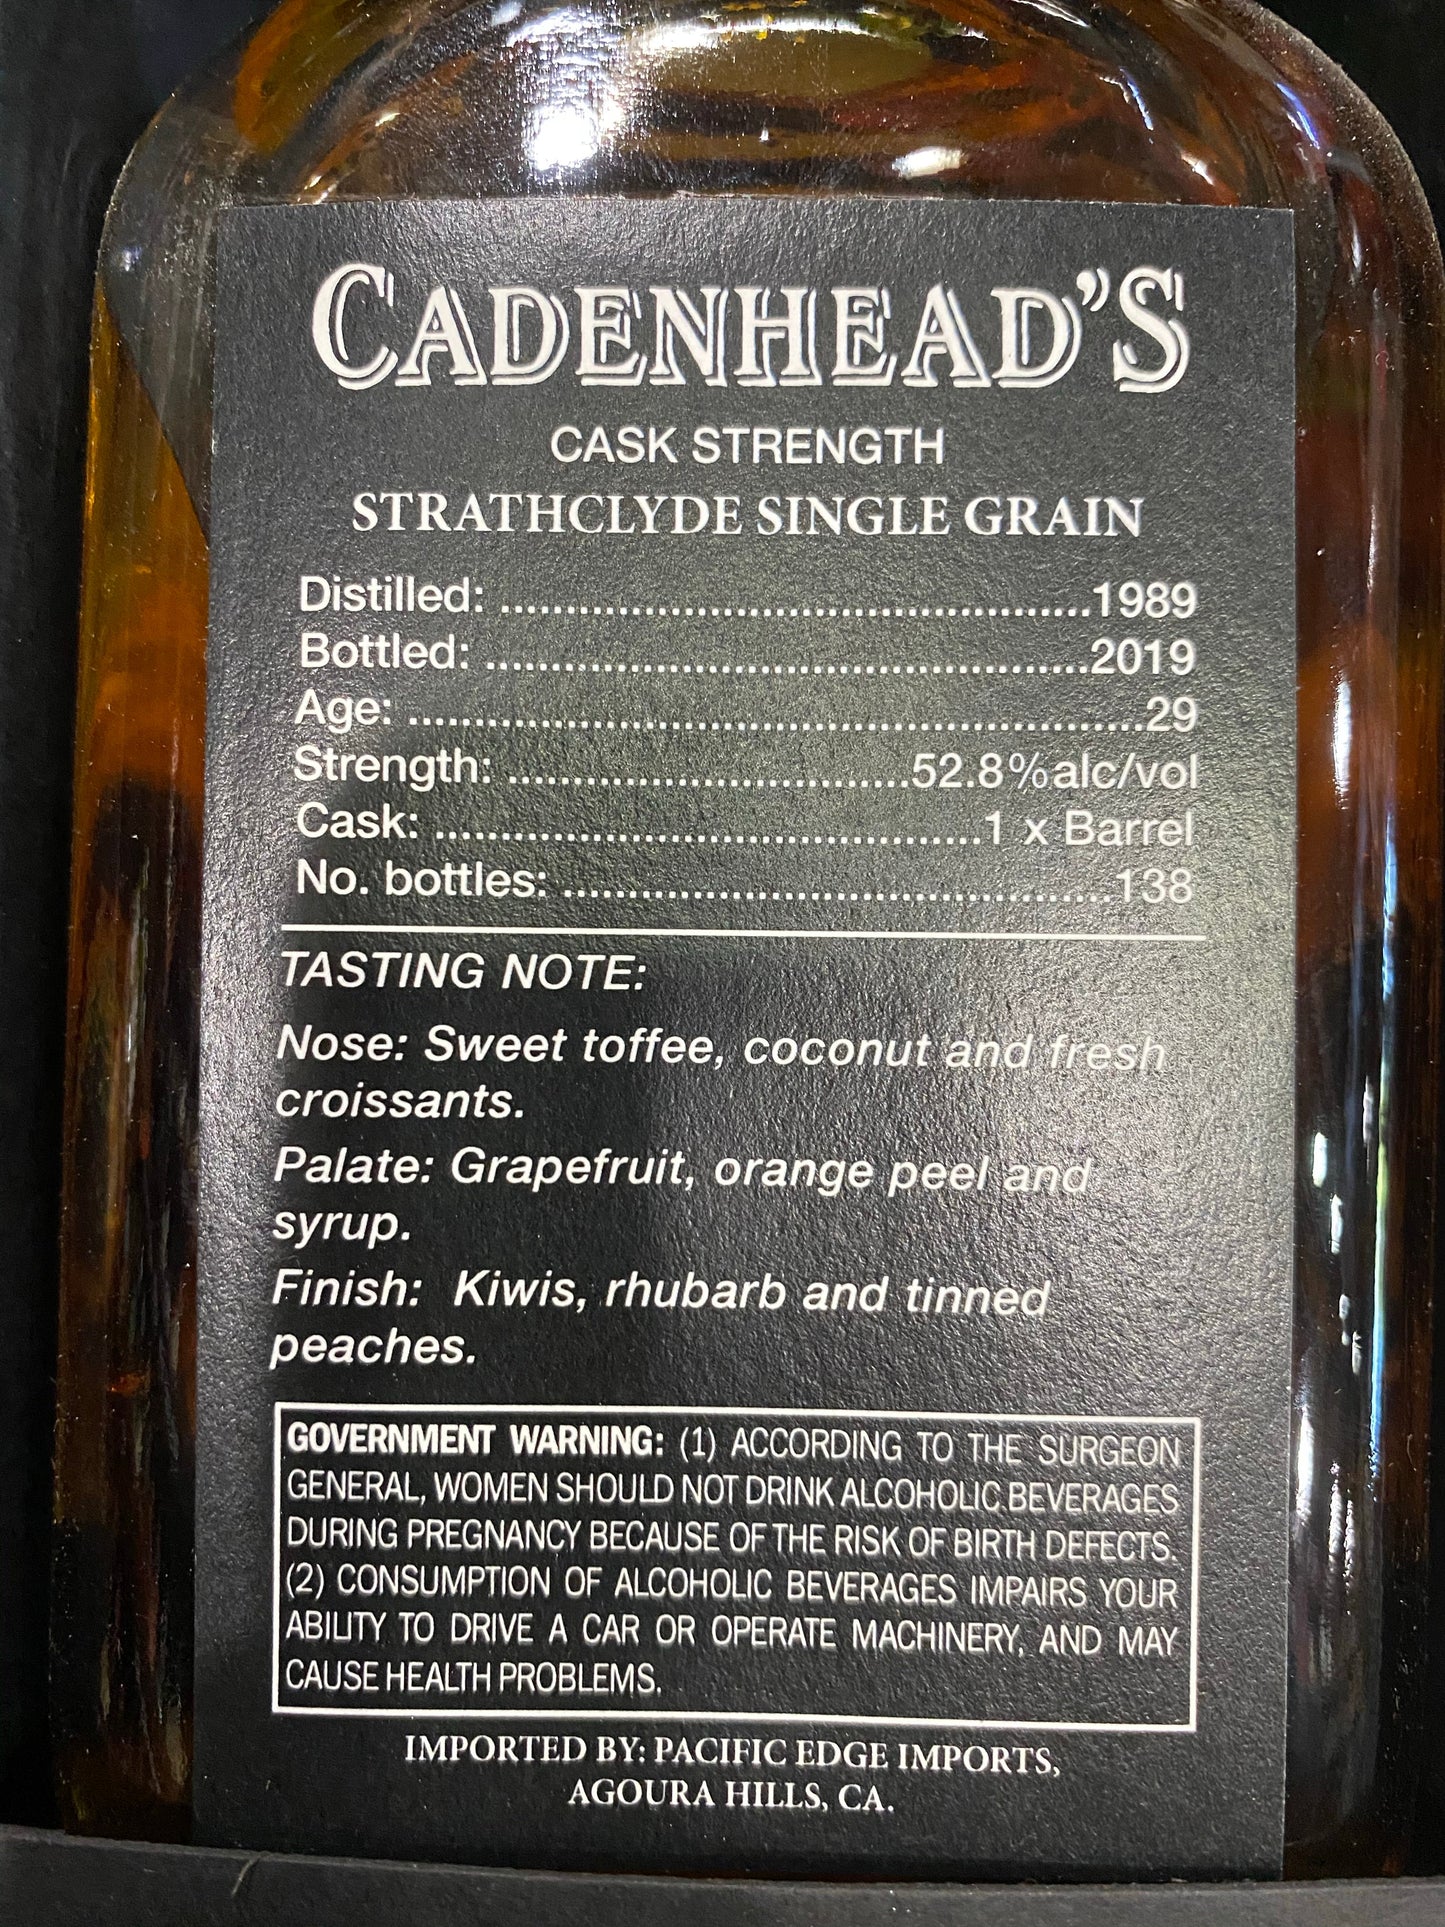 CADENHEAD'S
CASK STRENGTH
STRATHCLYDE SINGLE GRAIN
Distilled: .............................................1989
Bottled: ..............................................2019
Age: ........................................................29
Strength: ..............................52.8%alc/vol
Cask: ..........................................1 x Barrel
No. bottles: ..........................................138
TASTING NOTE:
Nose: Sweet toffee, coconut and fresh
croissants.
Palate: Grapefruit, orange peel and
syrup.
Finish: Kiwis, rhubarb and tinned
peaches.
GOVERNMENT WARNING: (1) ACCORDING TO THE SURGEON
GENERAL, WOMEN SHOULD NOT DRINK ALCOHOLIC BEVERAGES
DURING PREGNANCY BECAUSE OF THE RISK OF BIRTH DEFECTS.
(2) CONSUMPTION OF ALCOHOLIC BEVERAGES IMPAIRS YOUR
ABILITY TO DRIVE A CAR OR OPERATE MACHINERY, AND MAY
CAUSE HEALTH PROBLEMS.
IMPORTED BY: PACIFIC EDGE IMPORTS,
AGOURA HILLS, CA.